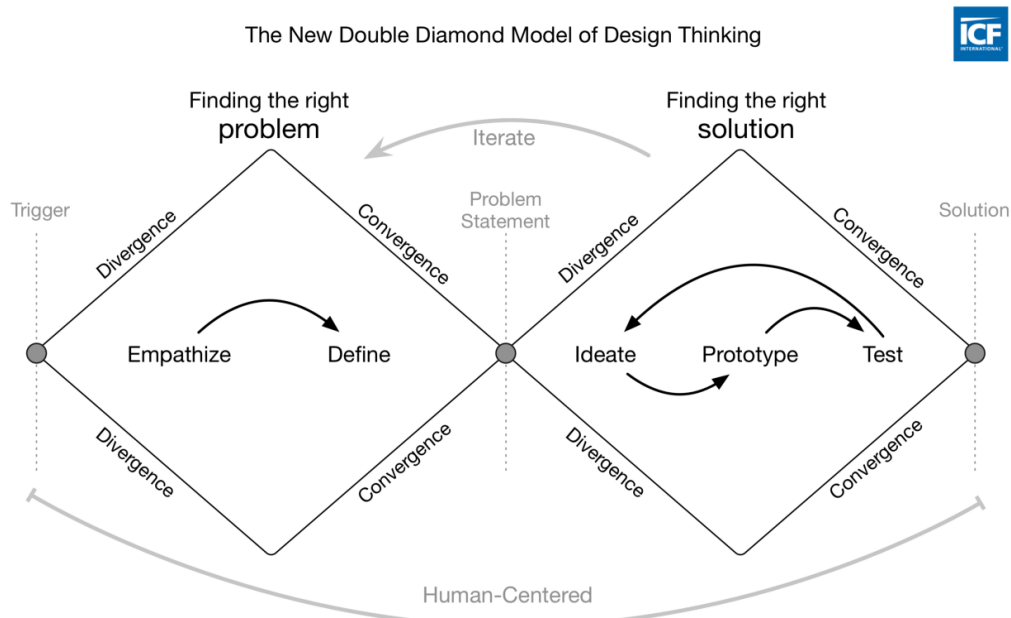 The New Double Diamond Model of Design Thinking
ICF
INTERNATIONAL
Finding the right
problem
Finding the right
solution
Iterate
Trigger
Problem
Statement
Solution
Divergence
Convergence
Divergence
Convergence
Empathize
Define
Ideate
Prototype
Test
Divergence
Convergence
Divergence
Convergence
Human-Centered